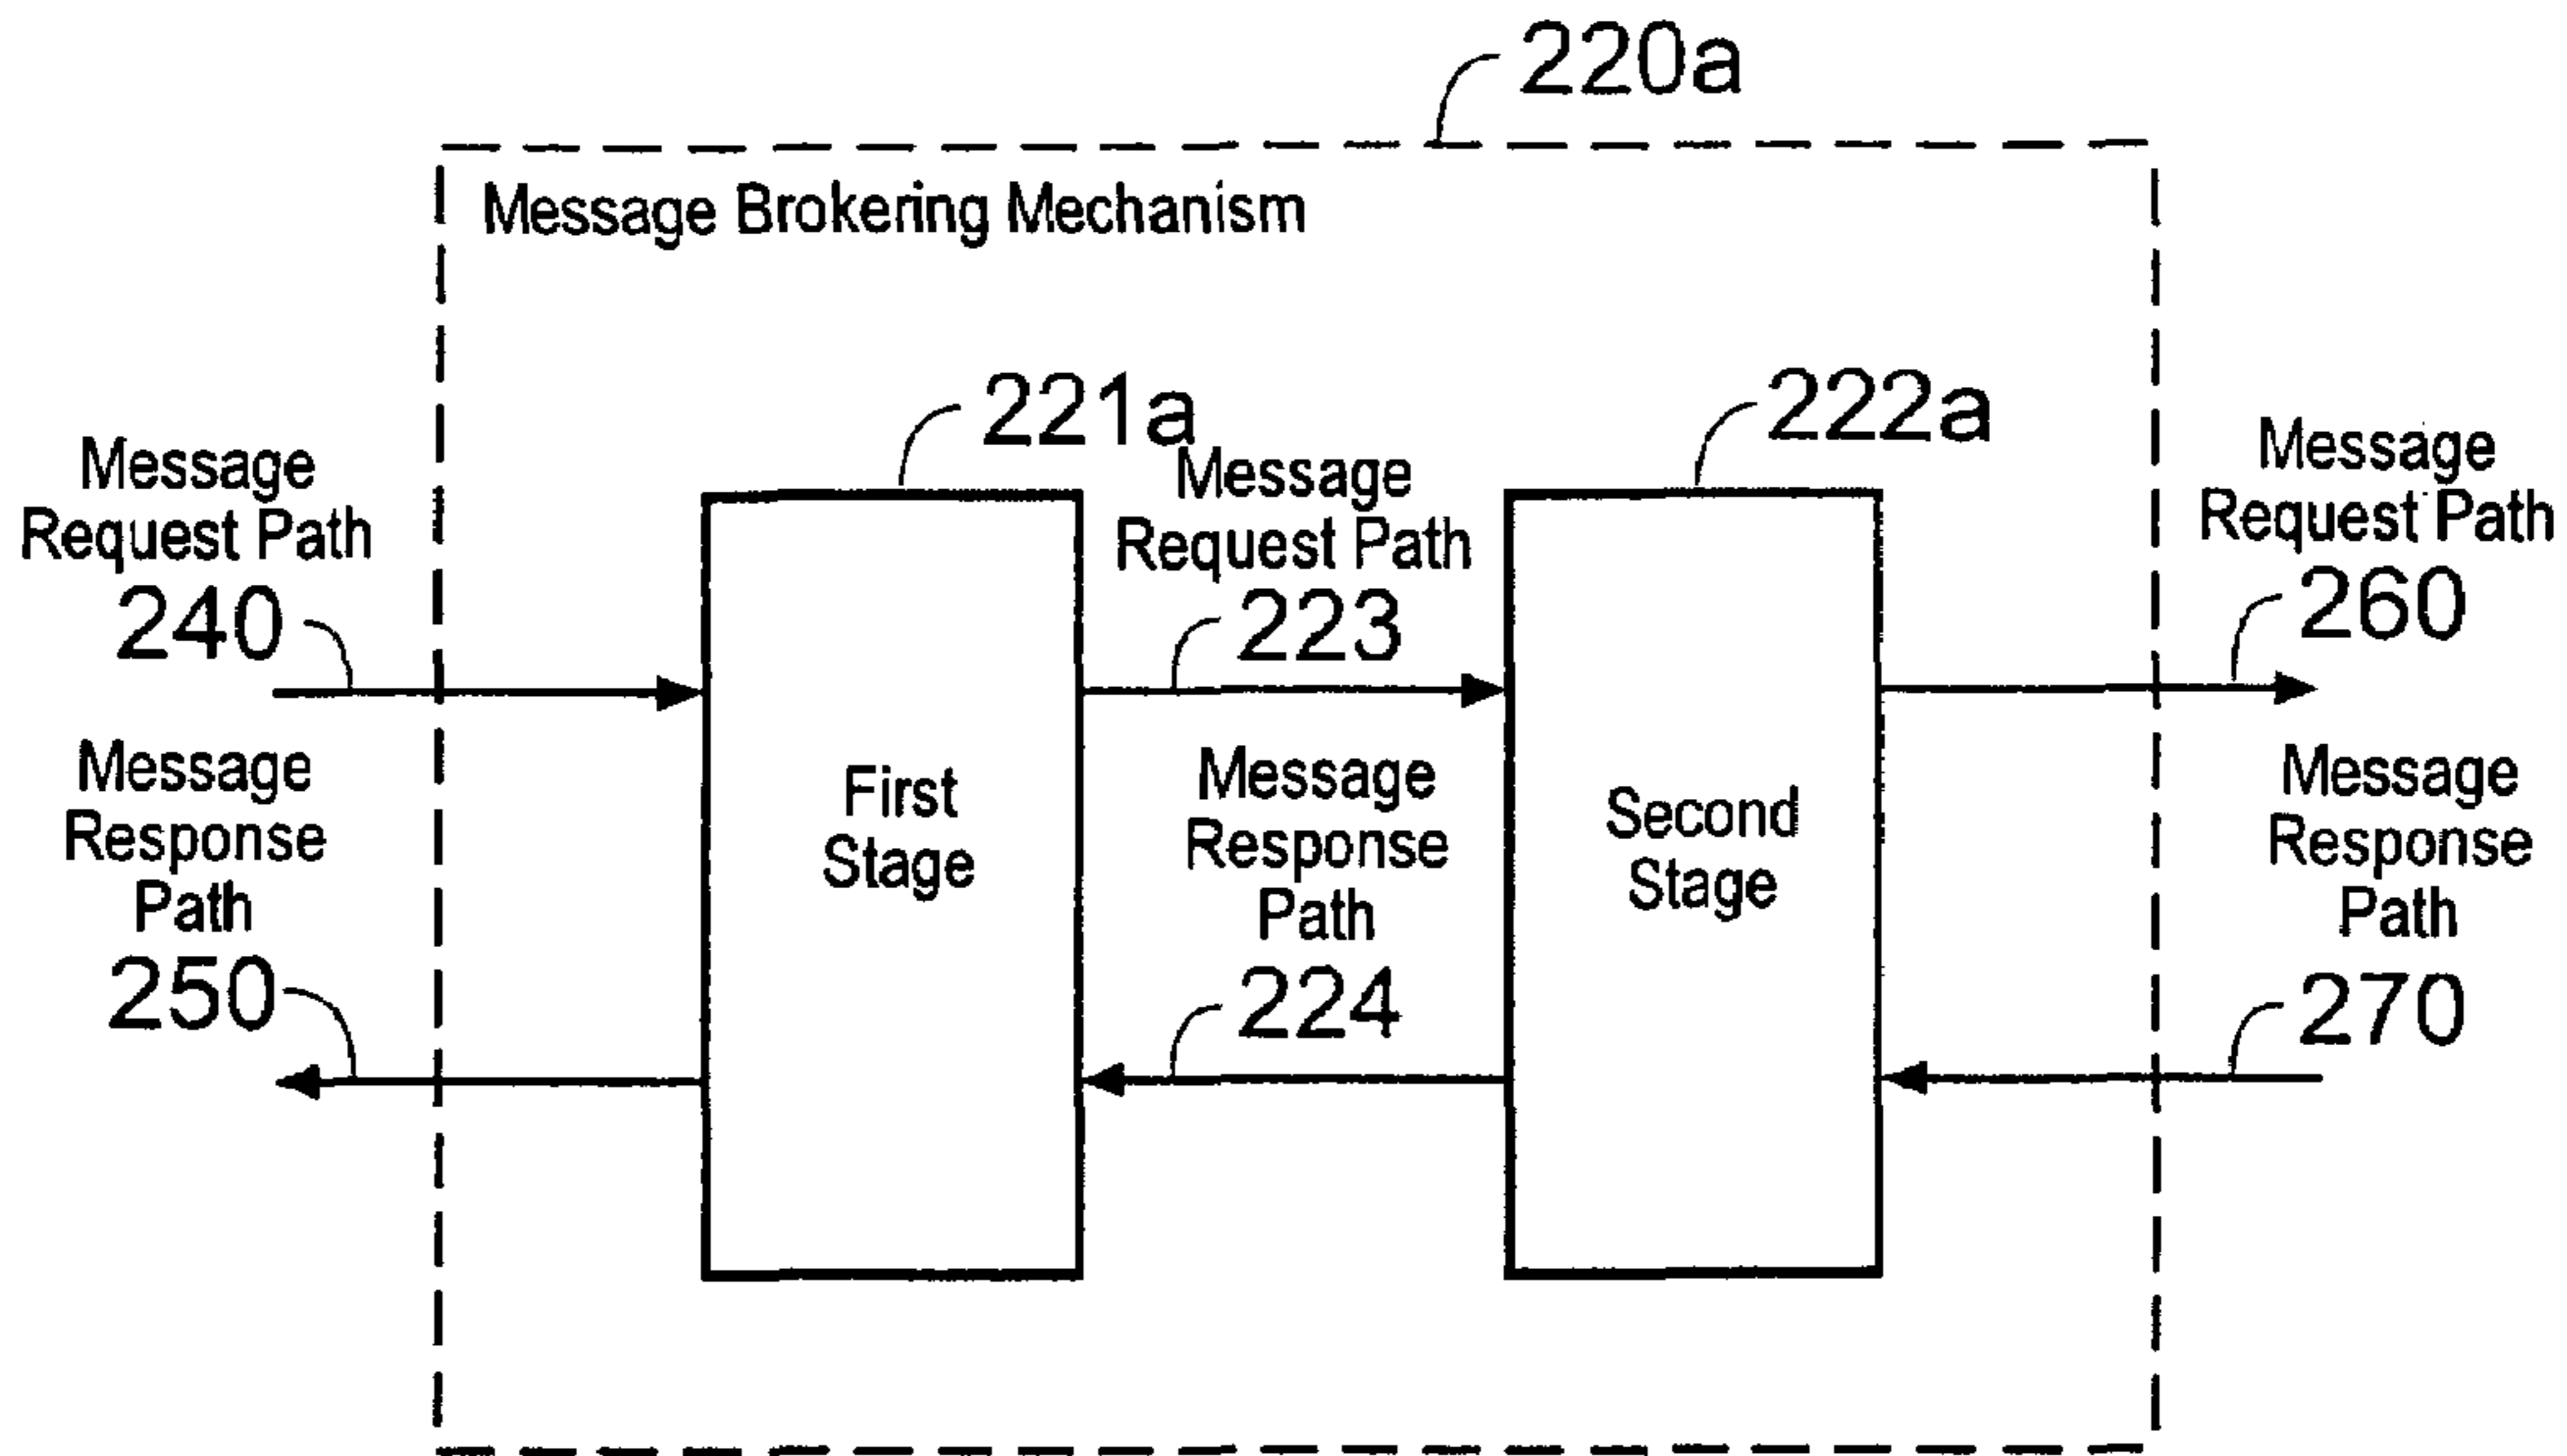 220a
Message Brokering Mechanism
221a
222a
Message
Request Path
240
Message
Request Path
223
Message
Request Path
260
Message
Response
Path
250
First
Stage
Message
Response
Path
224
Second
Stage
Message
Response
Path
270